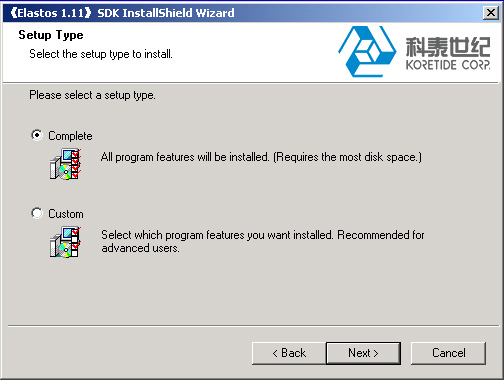 《Elastos 1.11》 SDK InstallShield Wizard
Setup Type
Select the setup type to install.
科泰世纪
KORETIDE CORP.
Please select a setup type.
Complete
All program features will be installed. (Requires the most disk space.)
Custom
Select which program features you want installed. Recommended for
advanced users.
< Back
Next >
Cancel